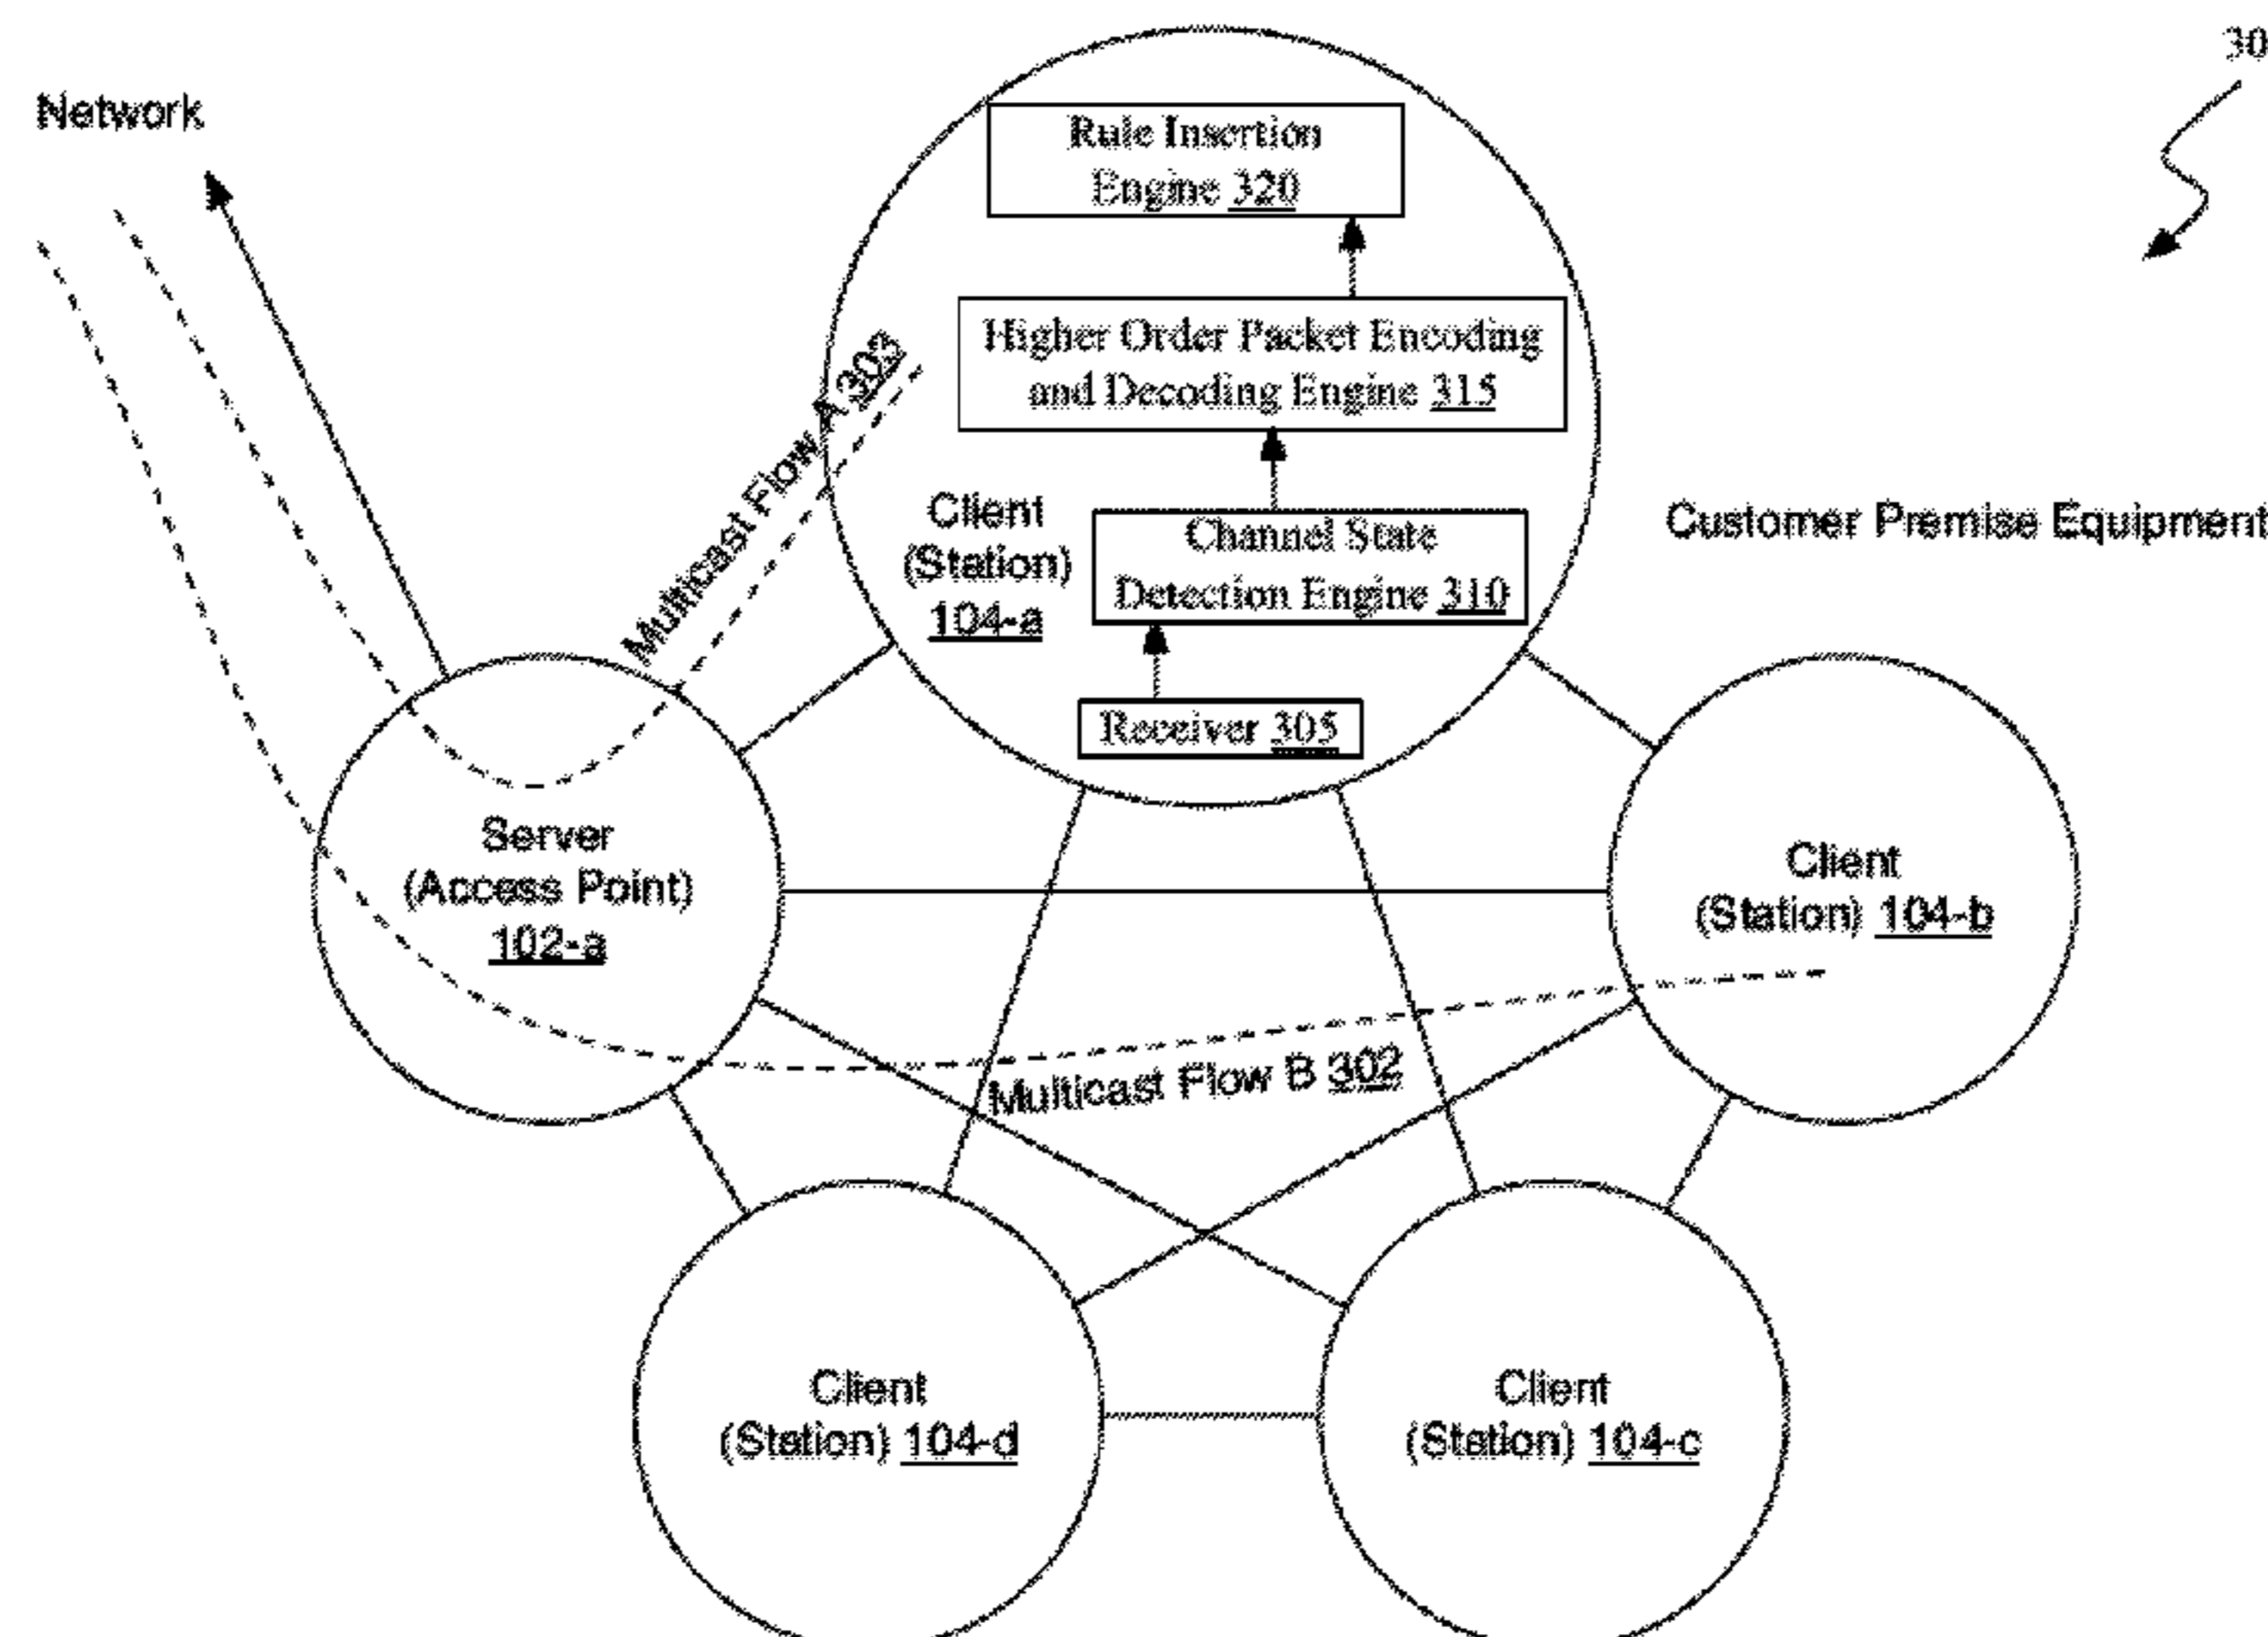 30
Network
Rule Insertion
Engine 320
Higher Order Packet Encoding
and Decoding Engine 315
Multicast Flow A 303
Client
(Station)
104-a
Channel State
Detection Engine 310
Customer Premise Equipment
Receiver 305
Server
(Access Point)
102-a
Client
(Station) 104-b
Multicast Flow B 302
Client
(Station) 104-d
Client
(Station) 104-c